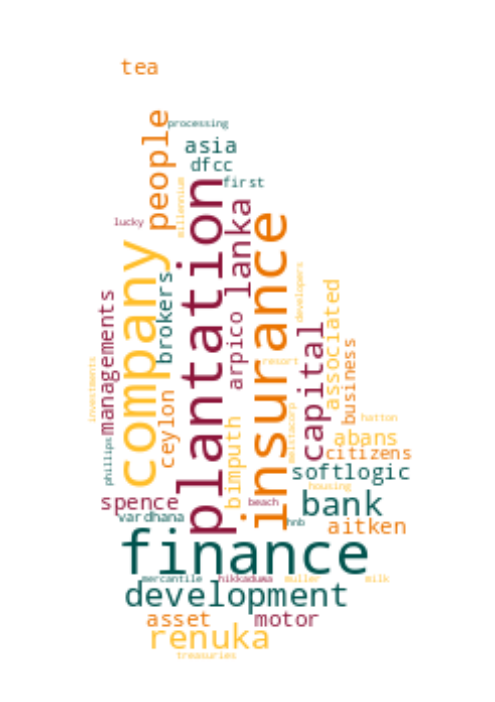 tea
people
processing
asia
dfcc
first
millennium
lucky
plantation
lanka
insurance
company
brokers
managements
arpico
developers
associated
capital
business
resort
investments
ceylon
phillips
bimputh
hatton
abans
citizens
softlogic
housing
spence
vardhana
beach
hnb
bank
aitken
finance
mercantile
hikkaduma
muller
milk
development
asset
motor
renuka
treasuries